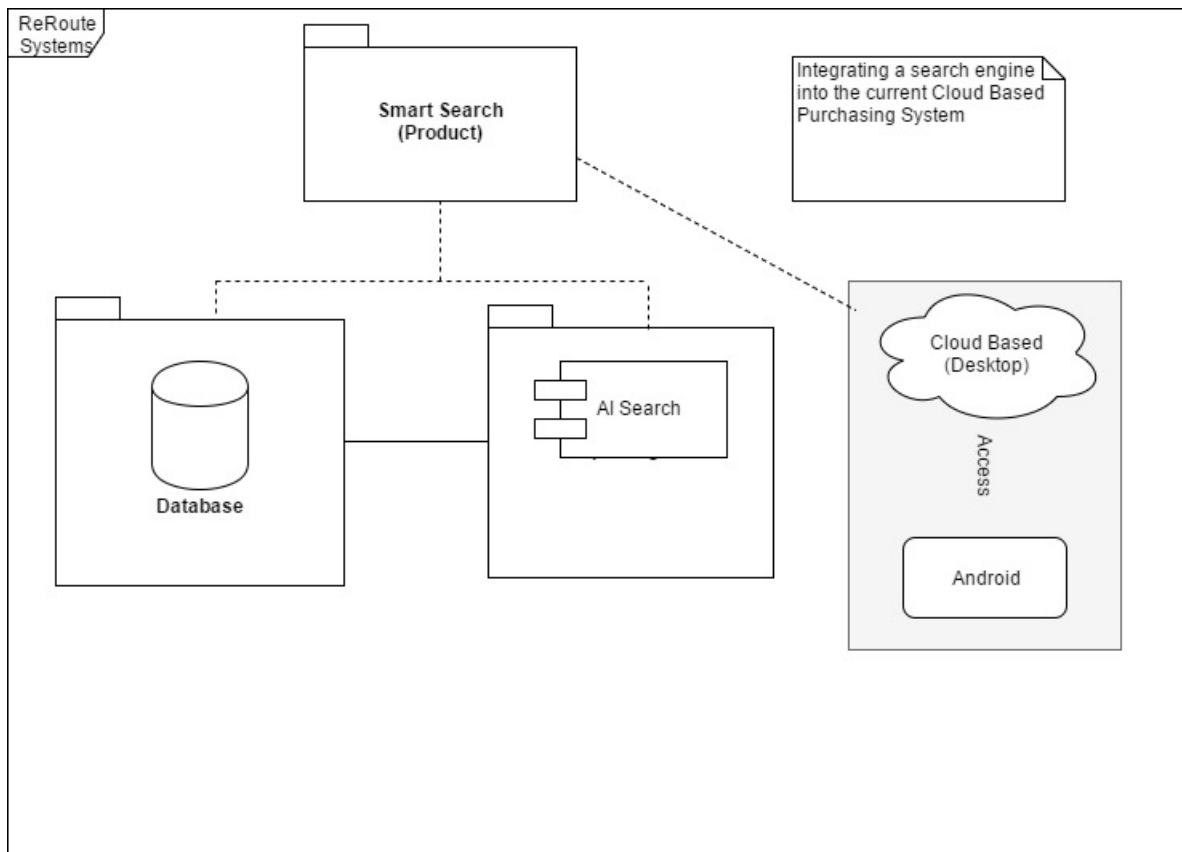 ReRoute
Systems
Smart Search
(Product)
Integrating a search engine
into the current Cloud Based
Purchasing System
Cloud Based
(Desktop)
AI Search
Access
Database
Android